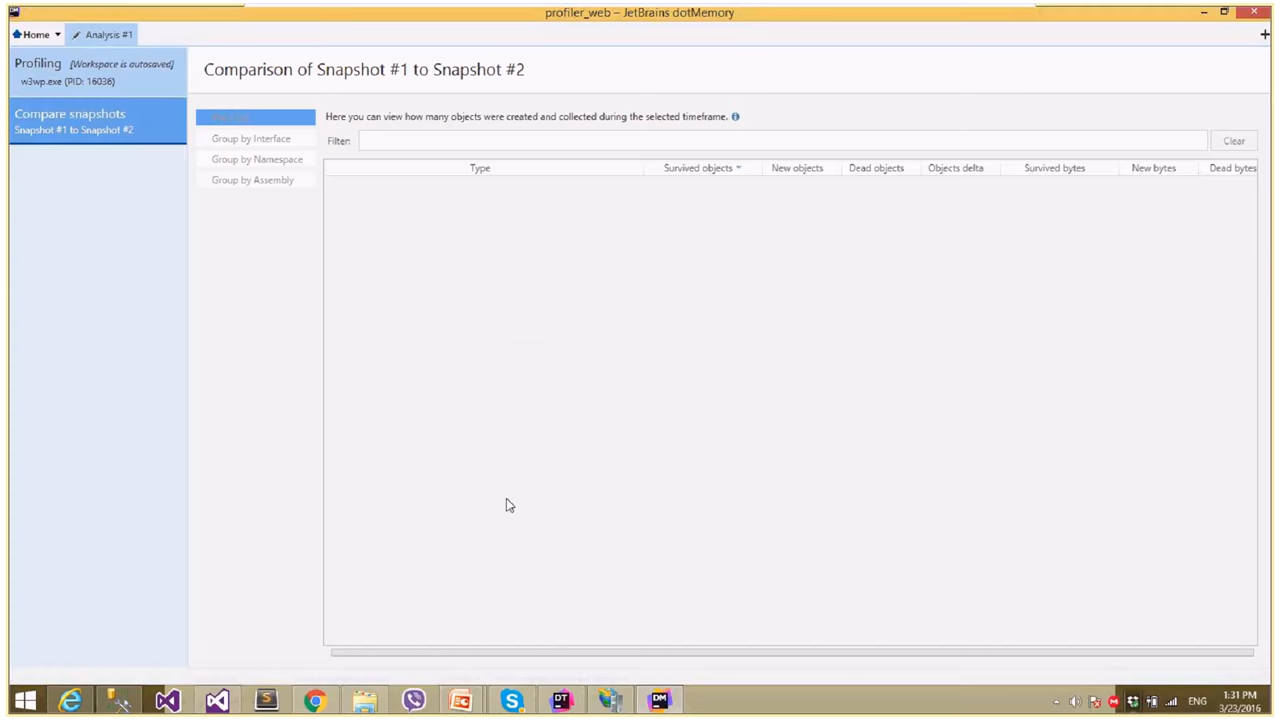 profiler_web – JetBrains dotMemory
Home
Analysis #1
Profiling [Workspace is autosaved]
w3wp.exe (PID: 16036)
Compare snapshots
Snapshot #1 to Snapshot #2
Comparison of Snapshot #1 to Snapshot #2
Group by Interface
Group by Namespace
Group by Assembly
Here you can view how many objects were created and collected during the selected timeframe.
Filter:
Clear
Type Survived objects New objects Dead objects Objects delta Survived bytes New bytes Dead bytes
DT
DM
ENG
1:31 PM
3/23/2016